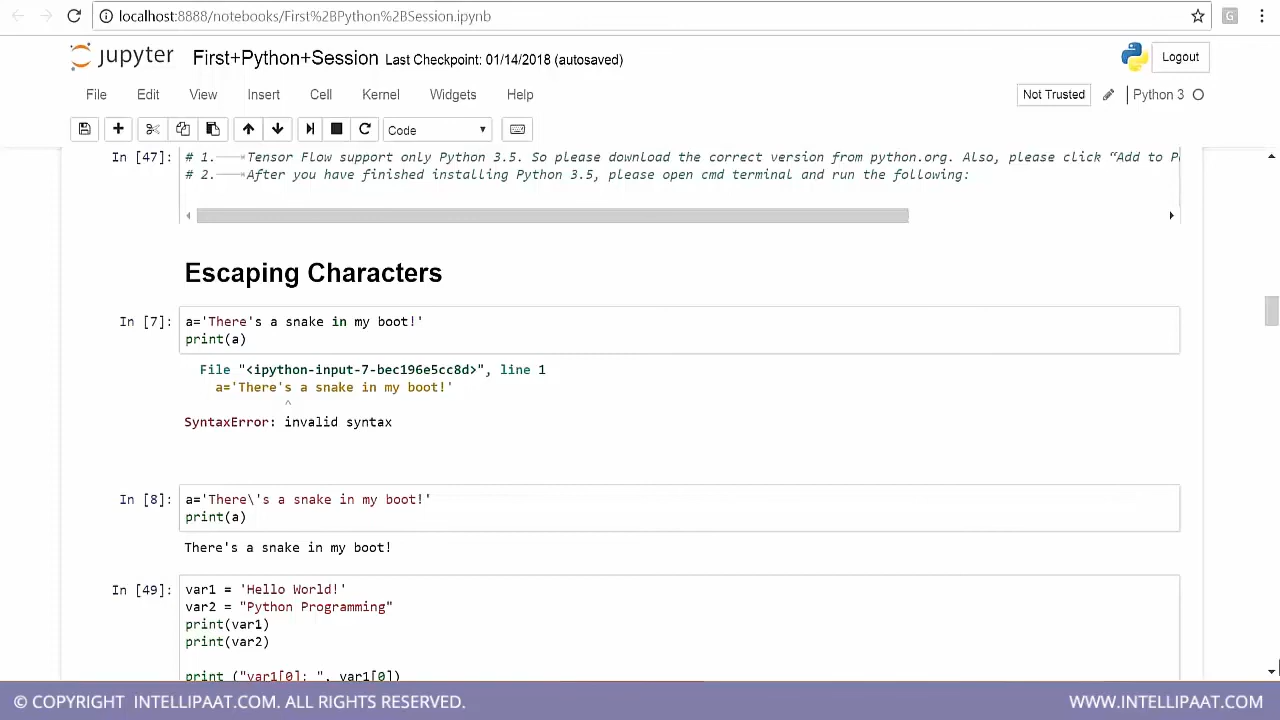 localhost:8888/notebooks/First%2BPython%2BSession.ipynb
G
jupyter First+Python+Session Last Checkpoint: 01/14/2018 (autosaved) Logout
File Edit View Insert Cell Kernel Widgets Help Not Trusted Python 3
Code
In [47]: # 1. Tensor Flow support only Python 3.5. So please download the correct version from python.org. Also, please click “Add to P
# 2. After you have finished installing Python 3.5, please open cmd terminal and run the following:
Escaping Characters
In [7]: a='There's a snake in my boot!'
print(a)
File "<ipython-input-7-bec196e5cc8d>", line 1
a='There's a snake in my boot!'
^
SyntaxError: invalid syntax
In [8]: a='There\'s a snake in my boot!'
print(a)
There's a snake in my boot!
In [49]: var1 = 'Hello World!'
var2 = "Python Programming"
print(var1)
print(var2)
print ("var1[0]: ", var1[0])
© COPYRIGHT INTELLIPAAT.COM. ALL RIGHTS RESERVED. WWW.INTELLIPAAT.COM